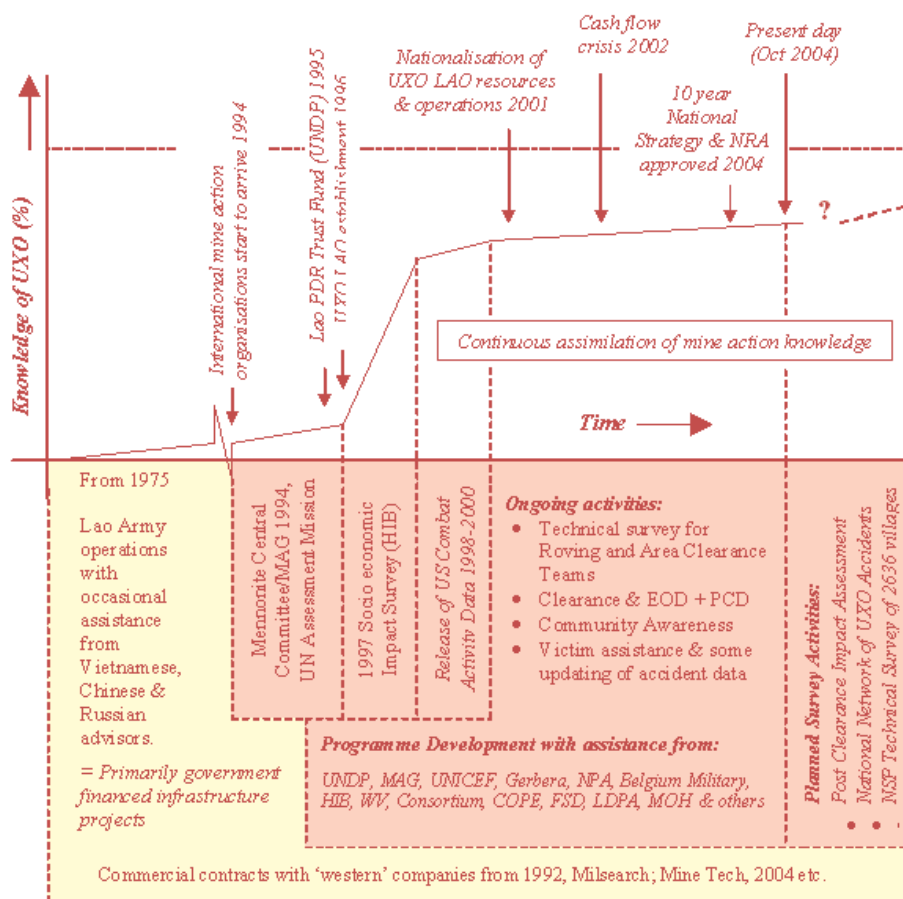 Cash flow
crisis 2002
Present day
(Oct 2004)
Nationalisation of
UXO LAO resources
& operations 2001
10 year
National
Strategy & NRA
approved 2004
International mine action
organisations start to arrive 1994
Lao PDR Trust Fund (UNDP) 1995
UXO LAO establishment 1996
Knowledge of UXO (%)
?
Continuous assimilation of mine action knowledge
Time
From 1975
Lao Army
operations
with
occasional
assistance
from
Vietnamese,
Chinese &
Russian
advisors.
= Primarily government
financed infrastructure
projects
Mennonite Central
Committee/MAG 1994,
UN Assessment Mission
1997 Socio economic
Impact Survey (HIB)
Release of US Combat
Activity Data 1998-2000
Ongoing activities:
• Technical survey for
Roving and Area Clearance
Teams
• Clearance & EOD + PCD
• Community Awareness
• Victim assistance & some
updating of accident data
Programme Development with assistance from:
UNDP, MAG, UNICEF, Gerbera, NPA, Belgium Military,
HIB, WV, Consortium, COPE, FSD, LDPA, MOH & others
Planned Survey Activities:
• Post Clearance Impact Assessment
• National Network of UXO Accidents
• NSP Technical Survey of 2636 villages
Commercial contracts with ‘western’ companies from 1992, Milsearch; Mine Tech, 2004 etc.